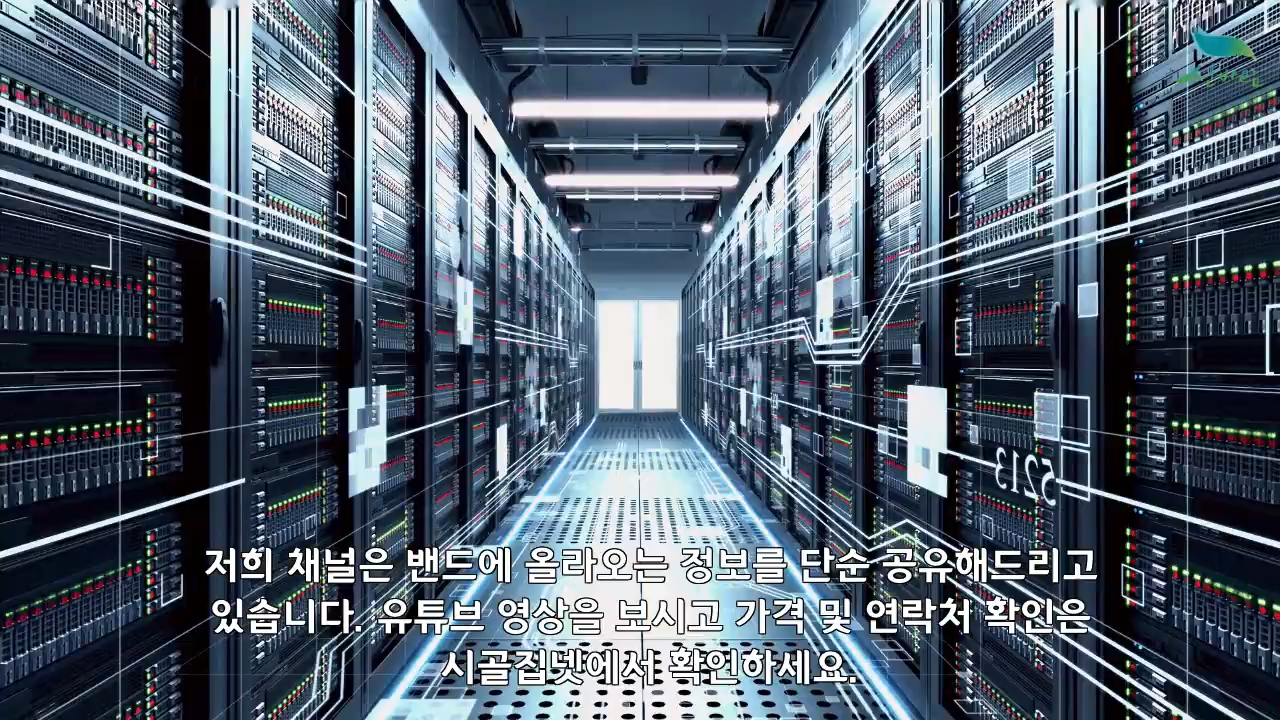 저희 채널은 밴드에 올라오는 정보를 단순 공유해드리고
있습니다. 유튜브 영상을 보시고 가격 및 연락처 확인은
시골집넷에서 확인하세요.